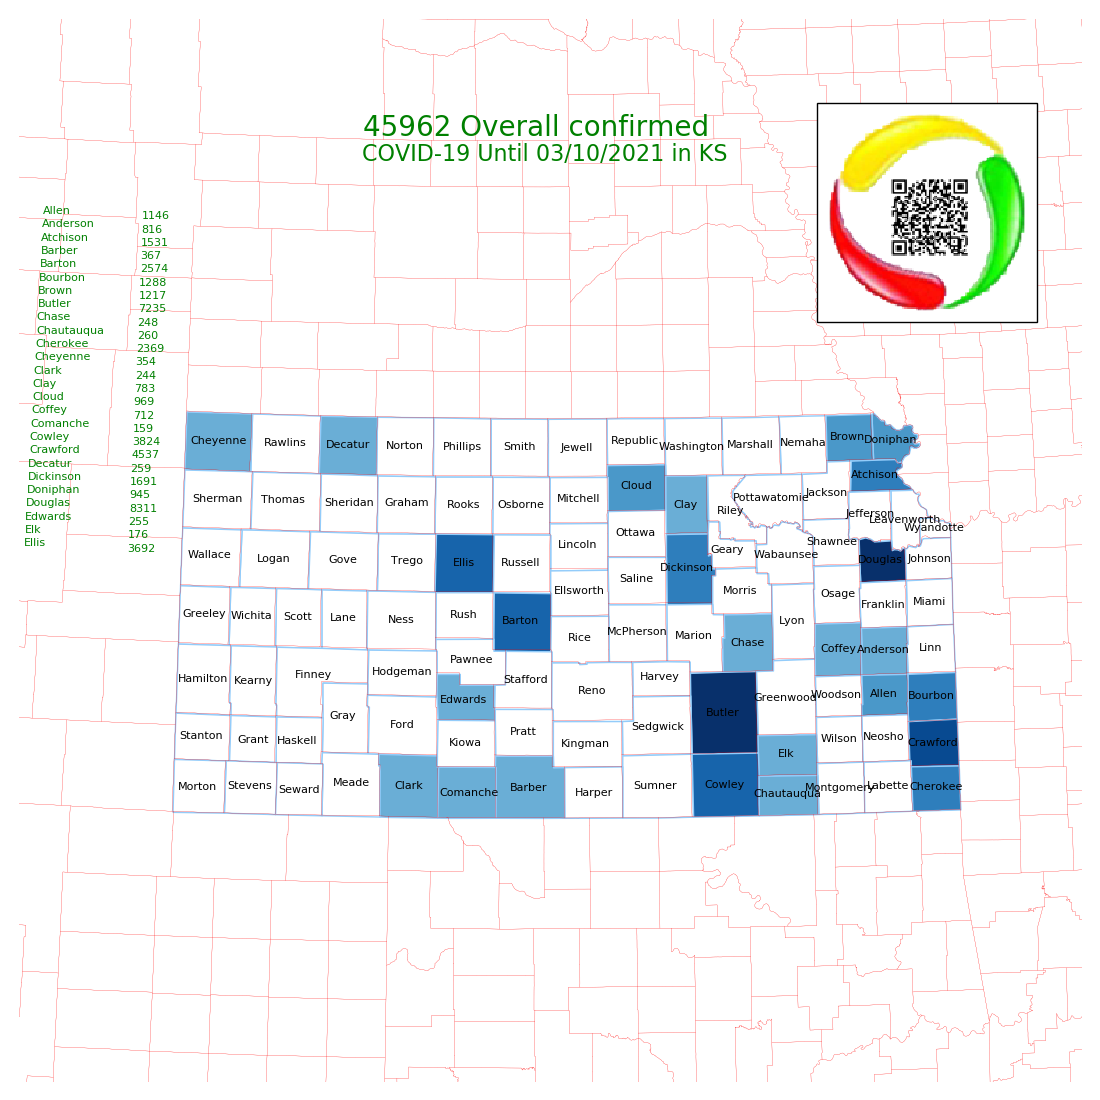 45962 Overall confirmed
COVID-19 Until 03/10/2021 in KS
Allen 1146
Anderson 816
Atchison 1531
Barber 367
Barton 2574
Bourbon 1288
Brown 1217
Butler 7235
Chase 248
Chautauqua 260
Cherokee 2369
Cheyenne 354
Clark 244
Clay 783
Cloud 969
Coffey 712
Comanche 159
Cowley 3824
Crawford 4537
Decatur 259
Dickinson 1691
Doniphan 945
Douglas 8311
Edwards 255
Elk 176
Ellis 3692
Cheyenne Rawlins Decatur Norton Phillips Smith Jewell Republic Washington Marshall Nemaha Brown Doniphan
Sherman Thomas Sheridan Graham Rooks Osborne Mitchell Cloud Clay Riley Pottawatomie Jackson Atchison
Jefferson Leavenworth Wyandotte
Wallace Logan Gove Trego Ellis Russell Lincoln Ottawa Dickinson Geary Wabaunsee Shawnee Douglas Johnson
Greeley Wichita Scott Lane Ness Rush Barton Ellsworth Saline Morris Osage Franklin Miami
Rice McPherson Marion Chase Lyon Coffey Anderson Linn
Hamilton Kearny Finney Hodgeman Pawnee Edwards Stafford Reno Harvey Butler Greenwood Woodson Allen Bourbon
Stanton Grant Haskell Gray Ford Kiowa Pratt Kingman Sedgwick Elk Wilson Neosho Crawford
Morton Stevens Seward Meade Clark Comanche Barber Harper Sumner Cowley Chautauqua Montgomery Labette Cherokee